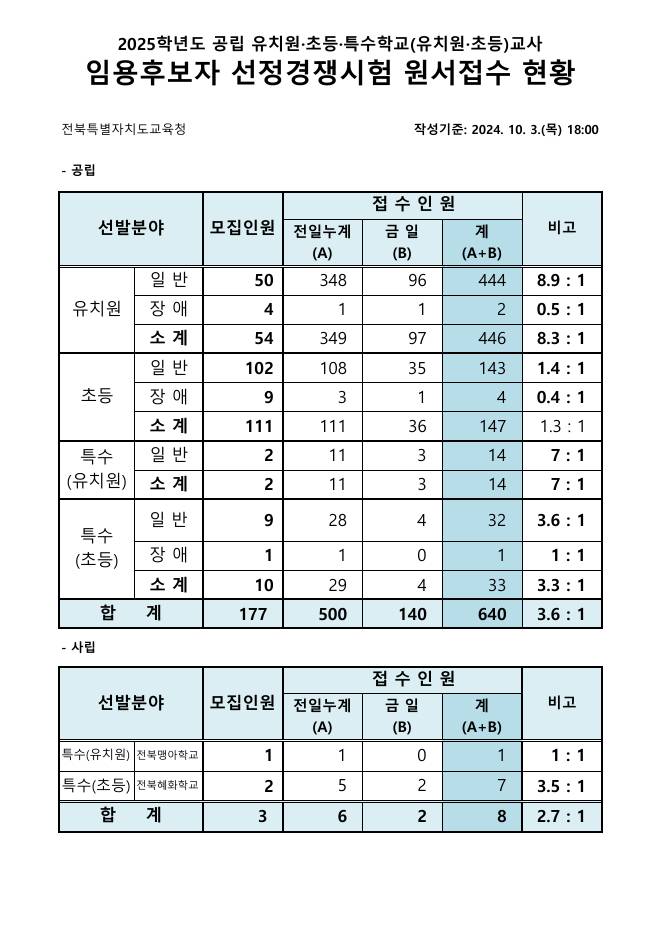 2025학년도 공립 유치원·초등·특수학교(유치원·초등)교사
임용후보자 선정경쟁시험 원서접수 현황
전북특별자치도교육청 작성기준: 2024. 10. 3.(목) 18:00
- 공립
선발분야 모집인원 접 수 인 원 비고
전일누계 (A) 금 일 (B) 계 (A+B)
유치원 일 반 50 348 96 444 8.9 : 1
장 애 4 1 1 2 0.5 : 1
소 계 54 349 97 446 8.3 : 1
초등 일 반 102 108 35 143 1.4 : 1
장 애 9 3 1 4 0.4 : 1
소 계 111 111 36 147 1.3 : 1
특수 (유치원) 일 반 2 11 3 14 7 : 1
소 계 2 11 3 14 7 : 1
특수 (초등) 일 반 9 28 4 32 3.6 : 1
장 애 1 1 0 1 1 : 1
소 계 10 29 4 33 3.3 : 1
합 계 177 500 140 640 3.6 : 1
- 사립
선발분야 모집인원 접 수 인 원 비고
전일누계 (A) 금 일 (B) 계 (A+B)
특수(유치원) 전북맹아학교 1 1 0 1 1 : 1
특수(초등) 전북혜화학교 2 5 2 7 3.5 : 1
합 계 3 6 2 8 2.7 : 1